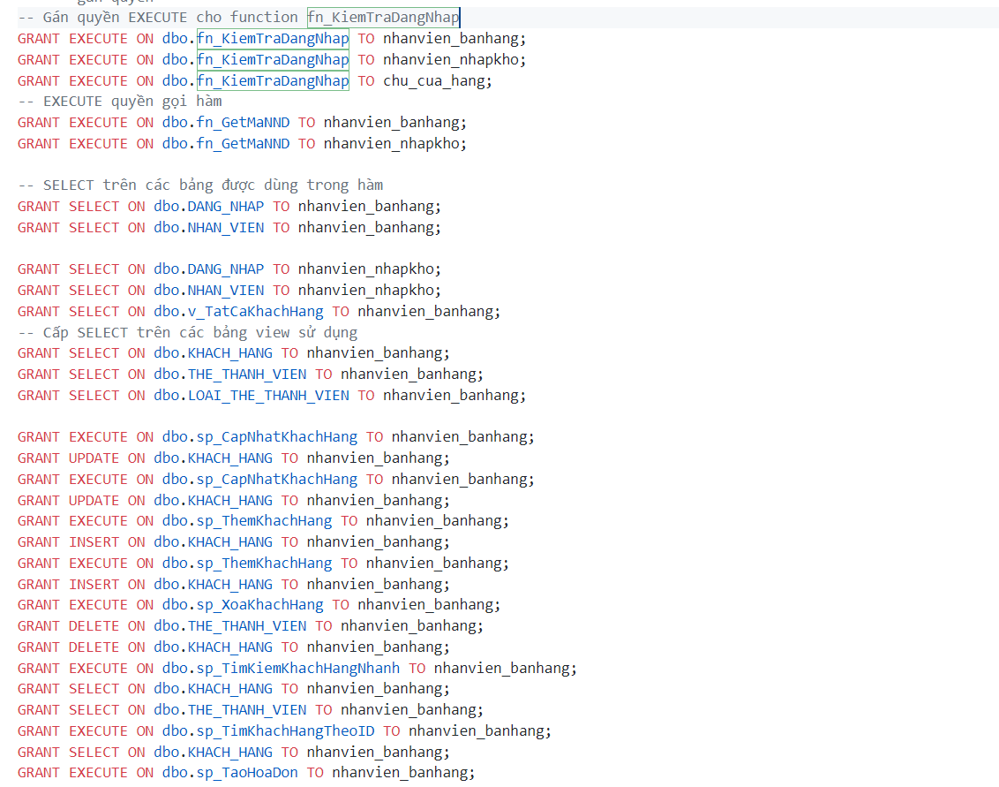 gán quyền
-- Gán quyền EXECUTE cho function fn_KiemTraDangNhap
GRANT EXECUTE ON dbo.fn_KiemTraDangNhap TO nhanvien_banhang;
GRANT EXECUTE ON dbo.fn_KiemTraDangNhap TO nhanvien_nhapkho;
GRANT EXECUTE ON dbo.fn_KiemTraDangNhap TO chu_cua_hang;
-- EXECUTE quyền gọi hàm
GRANT EXECUTE ON dbo.fn_GetMaNND TO nhanvien_banhang;
GRANT EXECUTE ON dbo.fn_GetMaNND TO nhanvien_nhapkho;
-- SELECT trên các bảng được dùng trong hàm
GRANT SELECT ON dbo.DANG_NHAP TO nhanvien_banhang;
GRANT SELECT ON dbo.NHAN_VIEN TO nhanvien_banhang;
GRANT SELECT ON dbo.DANG_NHAP TO nhanvien_nhapkho;
GRANT SELECT ON dbo.NHAN_VIEN TO nhanvien_nhapkho;
GRANT SELECT ON dbo.v_TatCaKhachHang TO nhanvien_banhang;
-- Cấp SELECT trên các bảng view sử dụng
GRANT SELECT ON dbo.KHACH_HANG TO nhanvien_banhang;
GRANT SELECT ON dbo.THE_THANH_VIEN TO nhanvien_banhang;
GRANT SELECT ON dbo.LOAI_THE_THANH_VIEN TO nhanvien_banhang;
GRANT EXECUTE ON dbo.sp_CapNhatKhachHang TO nhanvien_banhang;
GRANT UPDATE ON dbo.KHACH_HANG TO nhanvien_banhang;
GRANT EXECUTE ON dbo.sp_CapNhatKhachHang TO nhanvien_banhang;
GRANT UPDATE ON dbo.KHACH_HANG TO nhanvien_banhang;
GRANT EXECUTE ON dbo.sp_ThemKhachHang TO nhanvien_banhang;
GRANT INSERT ON dbo.KHACH_HANG TO nhanvien_banhang;
GRANT EXECUTE ON dbo.sp_ThemKhachHang TO nhanvien_banhang;
GRANT INSERT ON dbo.KHACH_HANG TO nhanvien_banhang;
GRANT EXECUTE ON dbo.sp_XoaKhachHang TO nhanvien_banhang;
GRANT DELETE ON dbo.THE_THANH_VIEN TO nhanvien_banhang;
GRANT DELETE ON dbo.KHACH_HANG TO nhanvien_banhang;
GRANT EXECUTE ON dbo.sp_TimKiemKhachHangNhanh TO nhanvien_banhang;
GRANT SELECT ON dbo.KHACH_HANG TO nhanvien_banhang;
GRANT SELECT ON dbo.THE_THANH_VIEN TO nhanvien_banhang;
GRANT EXECUTE ON dbo.sp_TimKhachHangTheoID TO nhanvien_banhang;
GRANT SELECT ON dbo.KHACH_HANG TO nhanvien_banhang;
GRANT EXECUTE ON dbo.sp_TaoHoaDon TO nhanvien_banhang;